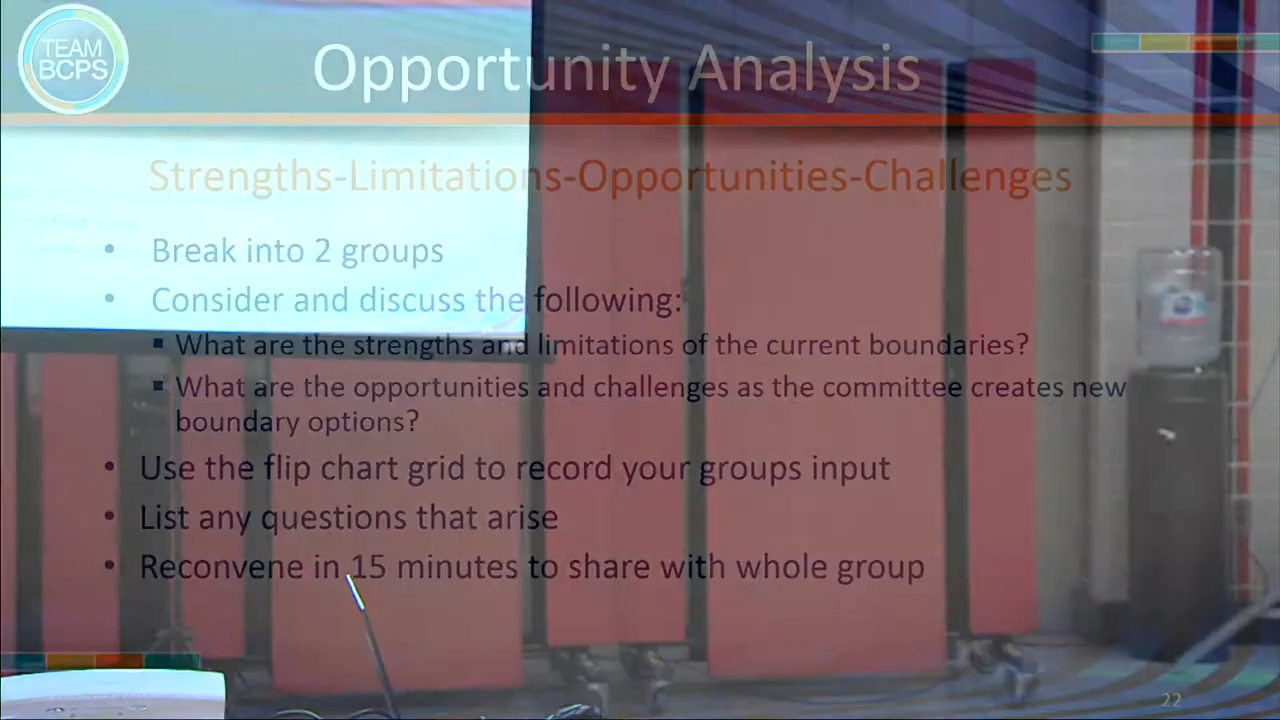 TEAM
BCPS
Opportunity Analysis
Strengths-Limitations-Opportunities-Challenges
• Break into 2 groups
• Consider and discuss the following:
▪ What are the strengths and limitations of the current boundaries?
▪ What are the opportunities and challenges as the committee creates new
boundary options?
• Use the flip chart grid to record your groups input
• List any questions that arise
• Reconvene in 15 minutes to share with whole group
22